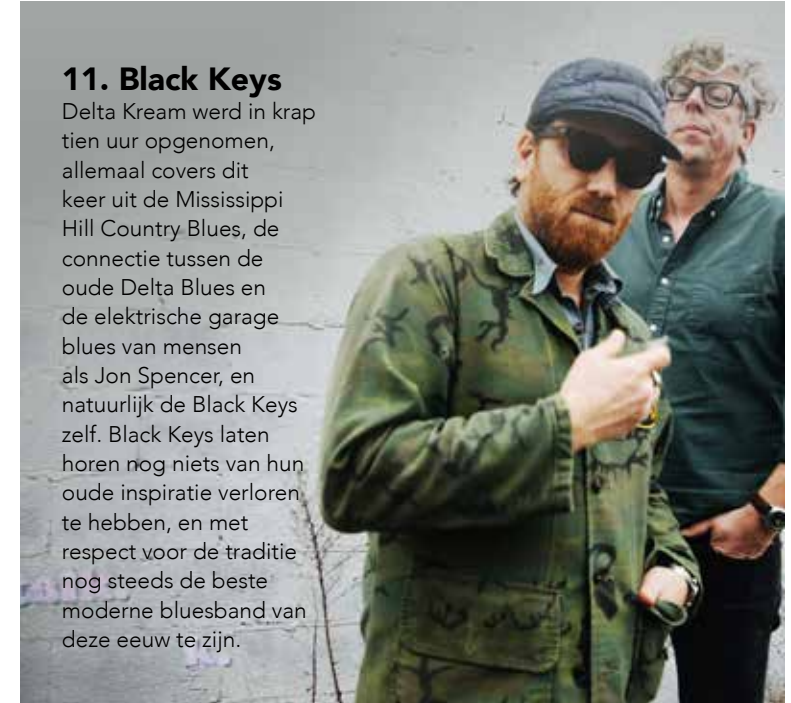 11. Black Keys
Delta Kream werd in krap
tien uur opgenomen,
allemaal covers dit
keer uit de Mississippi
Hill Country Blues, de
connectie tussen de
oude Delta Blues en
de elektrische garage
blues van mensen
als Jon Spencer, en
natuurlijk de Black Keys
zelf. Black Keys laten
horen nog niets van hun
oude inspiratie verloren
te hebben, en met
respect voor de traditie
nog steeds de beste
moderne bluesband van
deze eeuw te zijn.